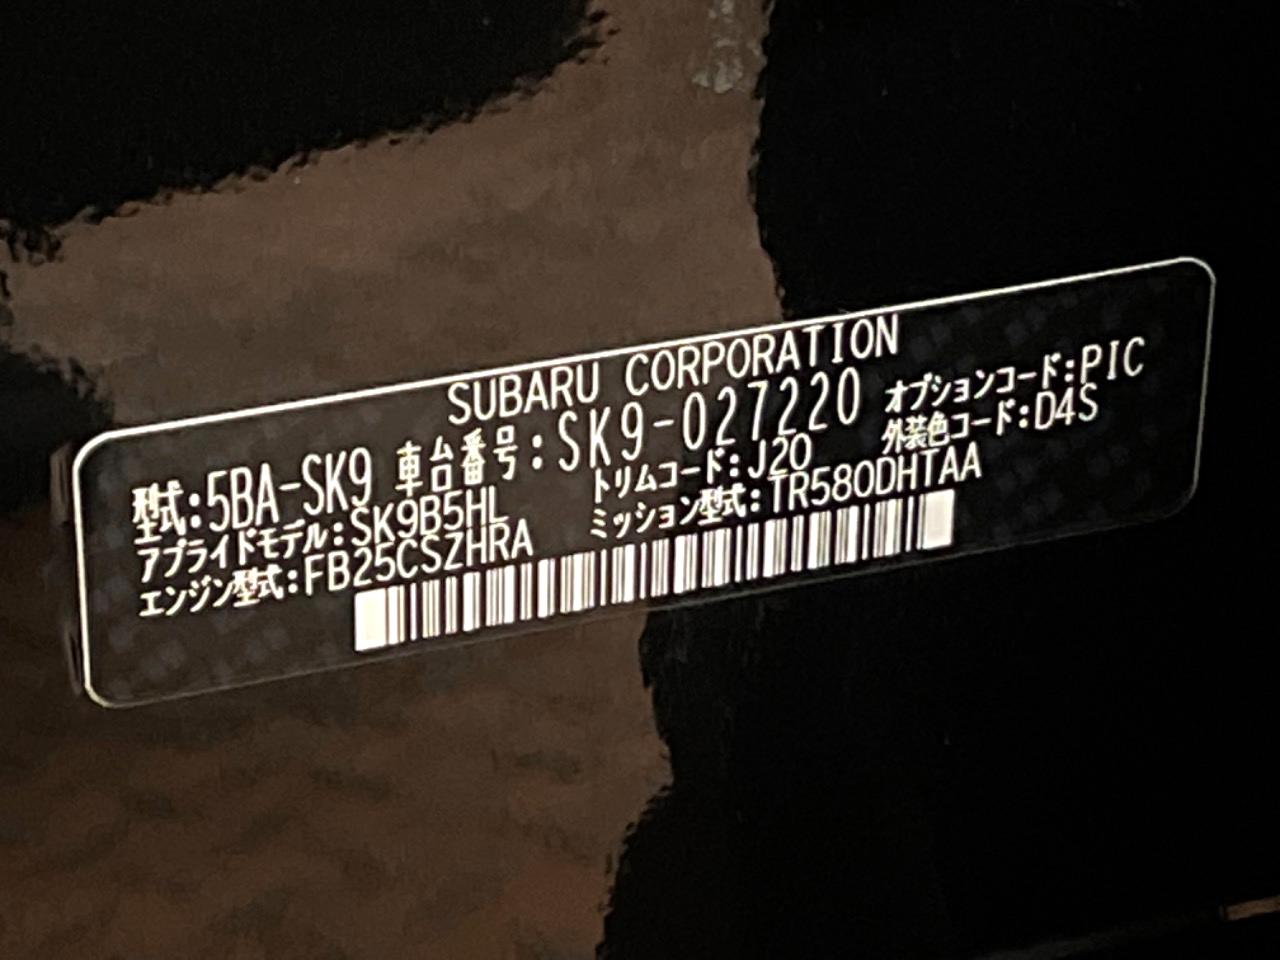 SUBARU CORPORATION
型式:5BA-SK9 車台番号:SK9-027220 オプションコード:PIC
アプライドモデル:SK9B5HL トリムコード:J20 外装色コード:D4S
エンジン型式:FB25CSZHRA ミッション型式:TR580DHTAA